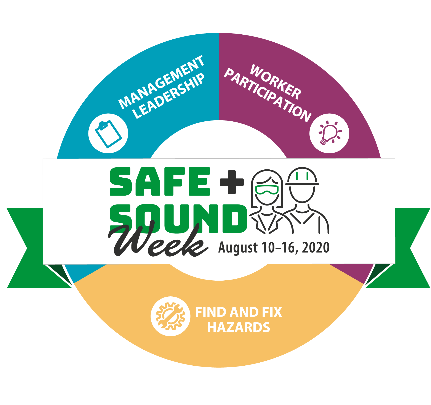 MANAGEMENT
LEADERSHIP
WORKER
PARTICIPATION
SAFE +
SOUND
Week
August 10–16, 2020
FIND AND FIX
HAZARDS